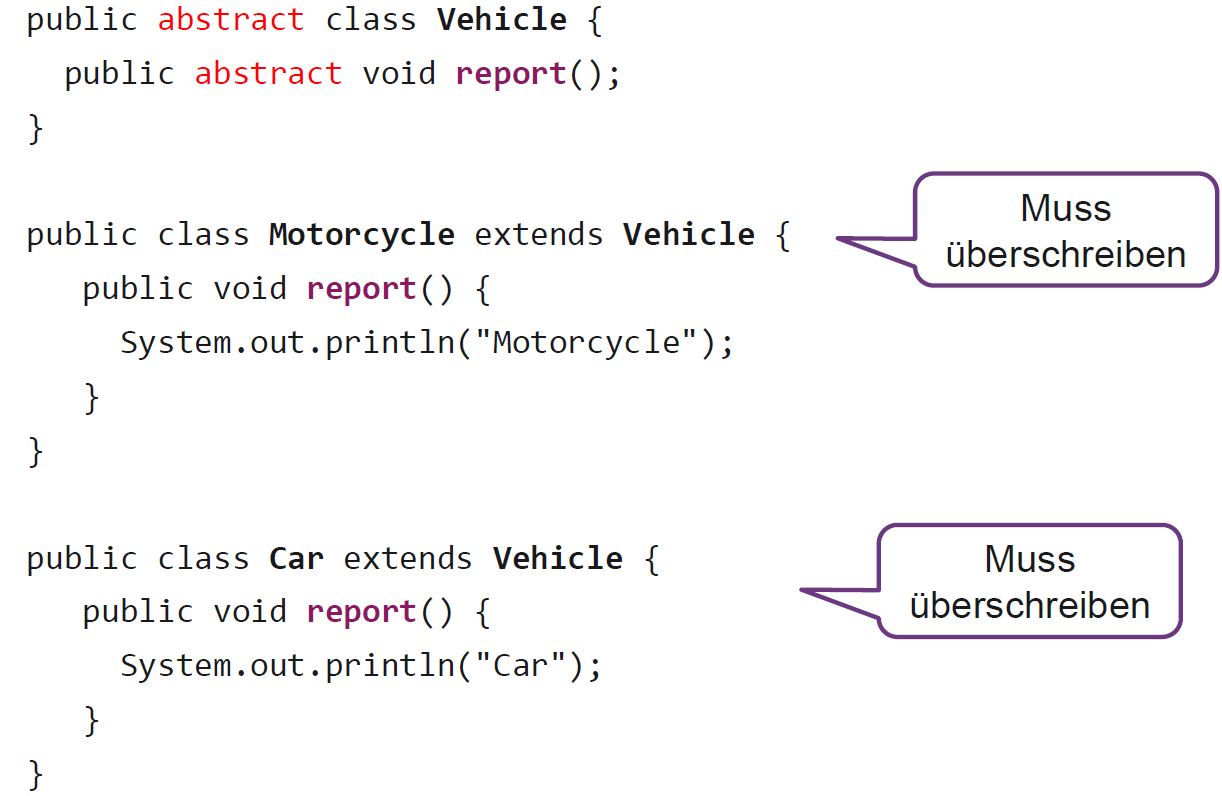 public abstract class Vehicle {
  public abstract void report();
}
public class Motorcycle extends Vehicle {
   public void report() {
     System.out.println("Motorcycle");
   }
}
Muss
überschreiben
public class Car extends Vehicle {
   public void report() {
     System.out.println("Car");
   }
}
Muss
überschreiben